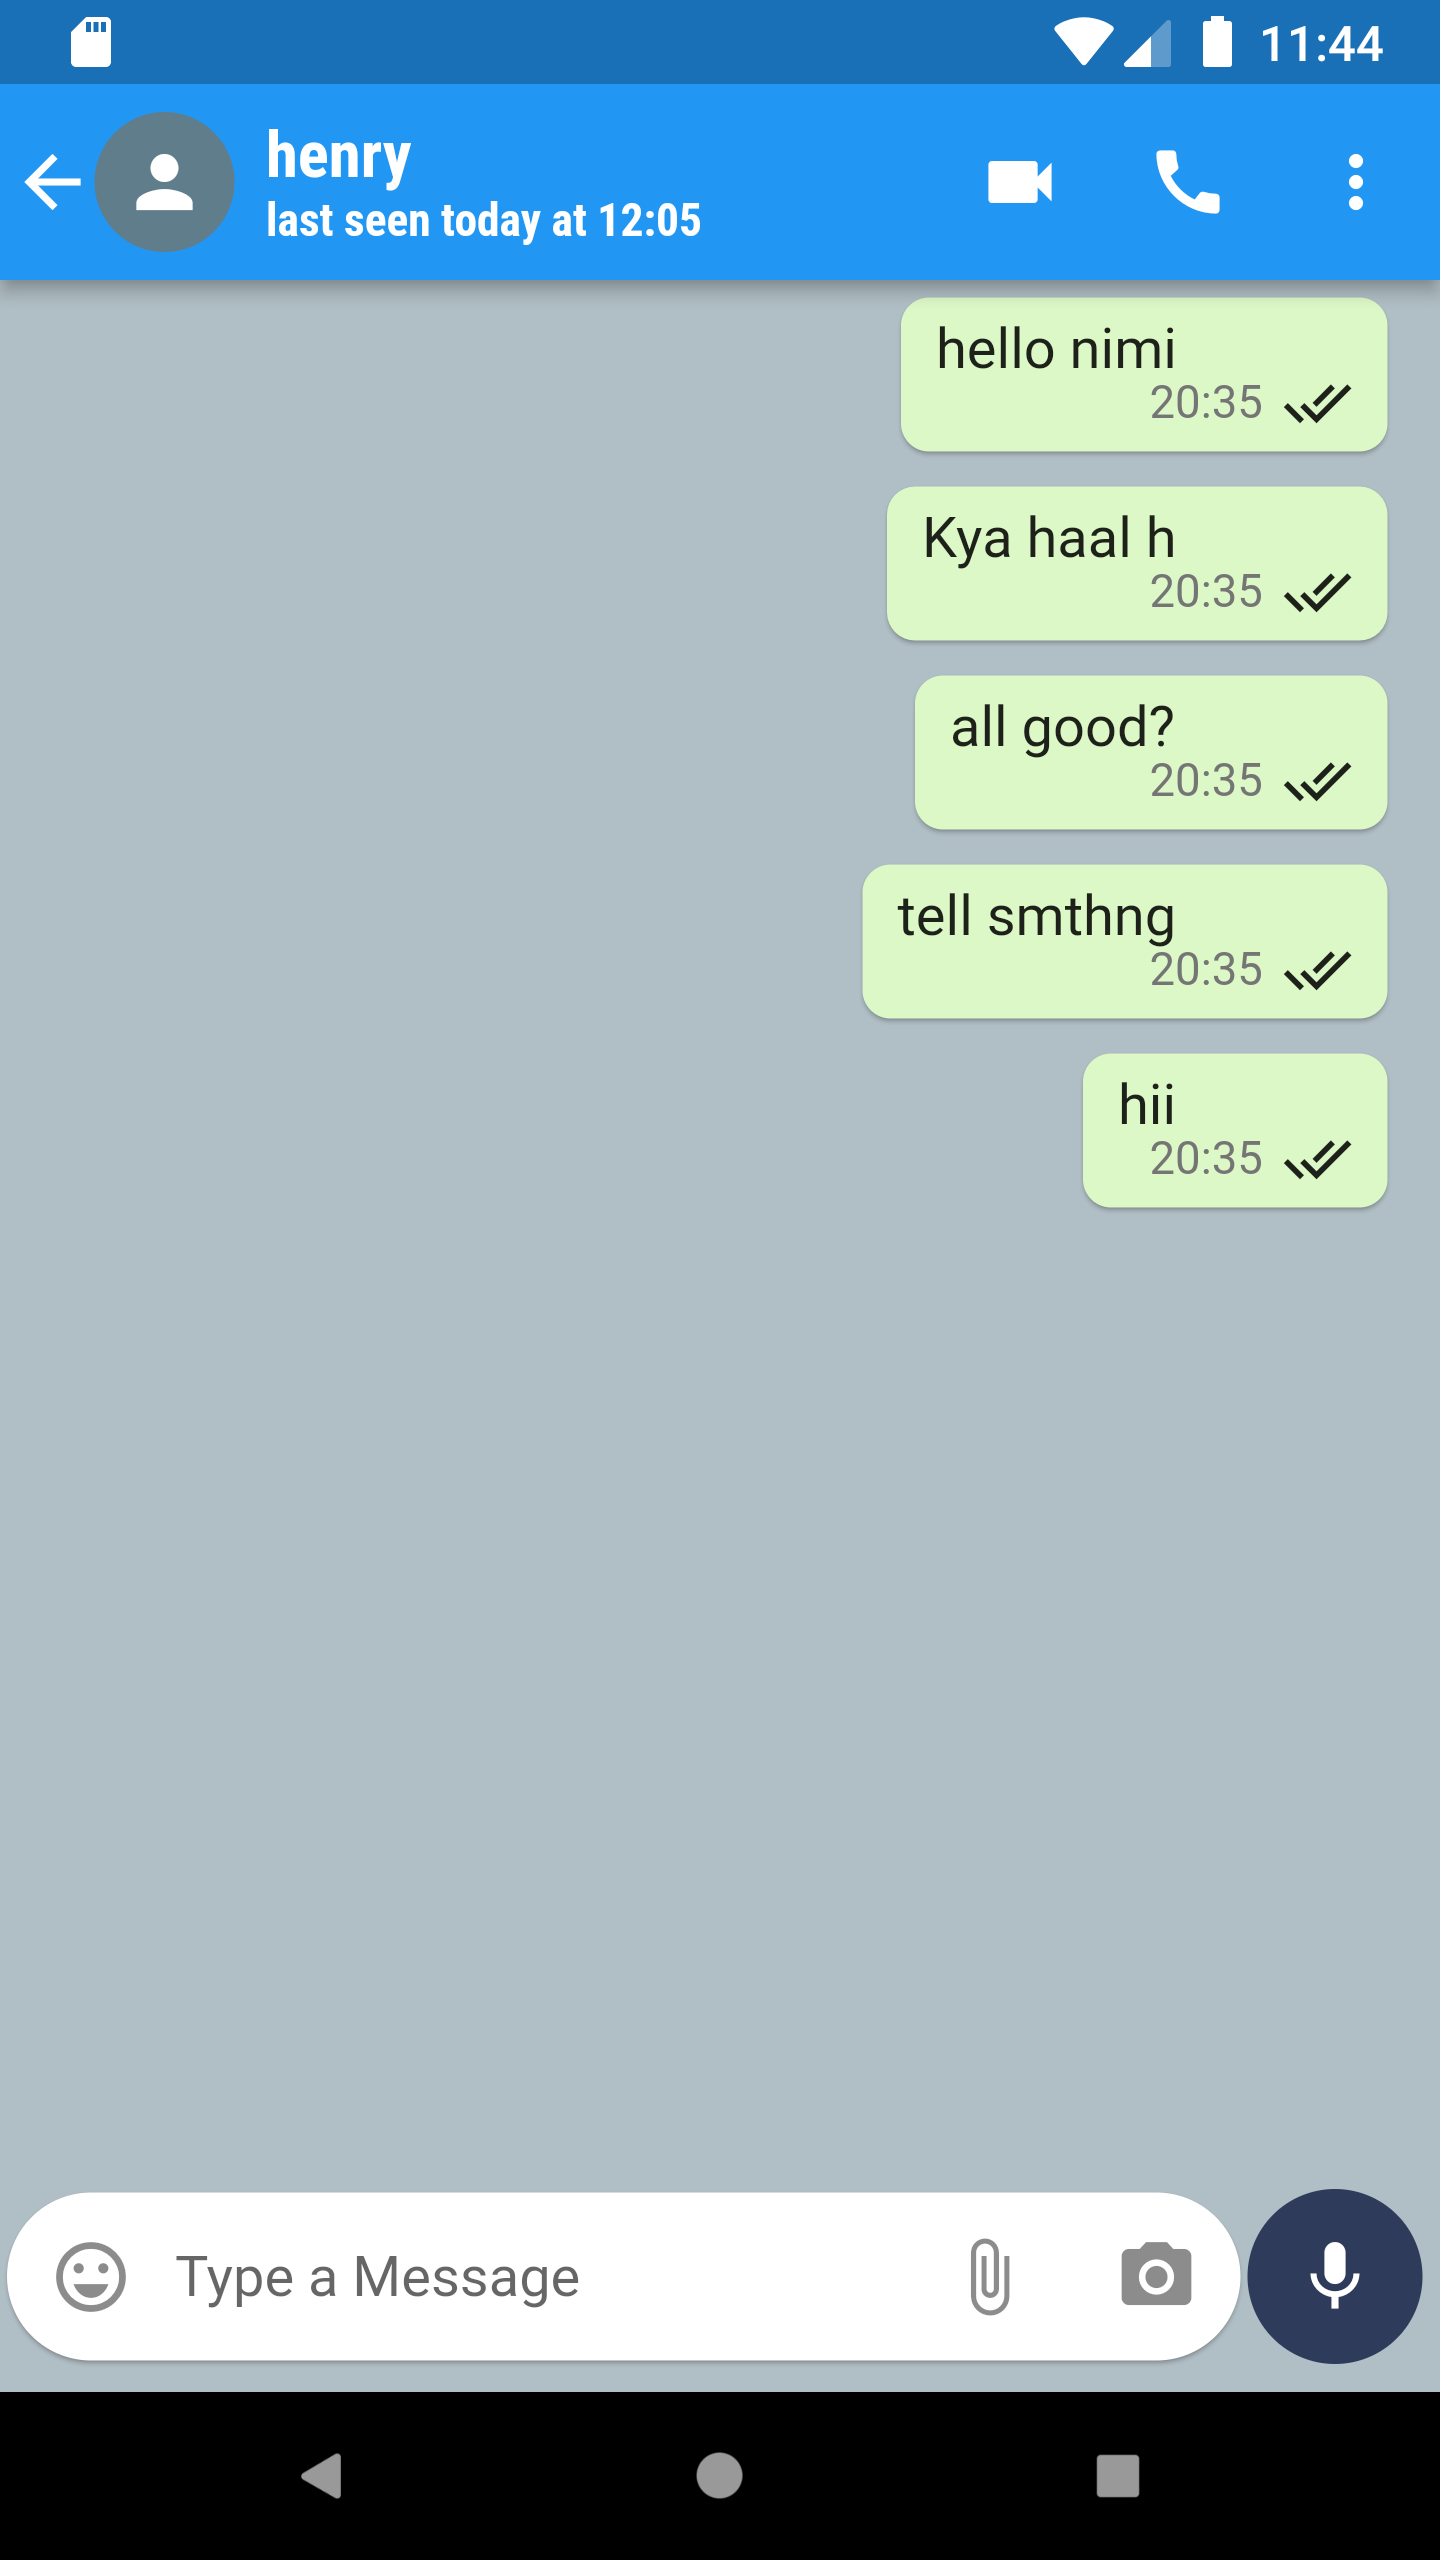 11:44
henry
last seen today at 12:05
hello nimi
20:35
Kya haal h
20:35
all good?
20:35
tell smthng
20:35
hii
20:35
Type a Message